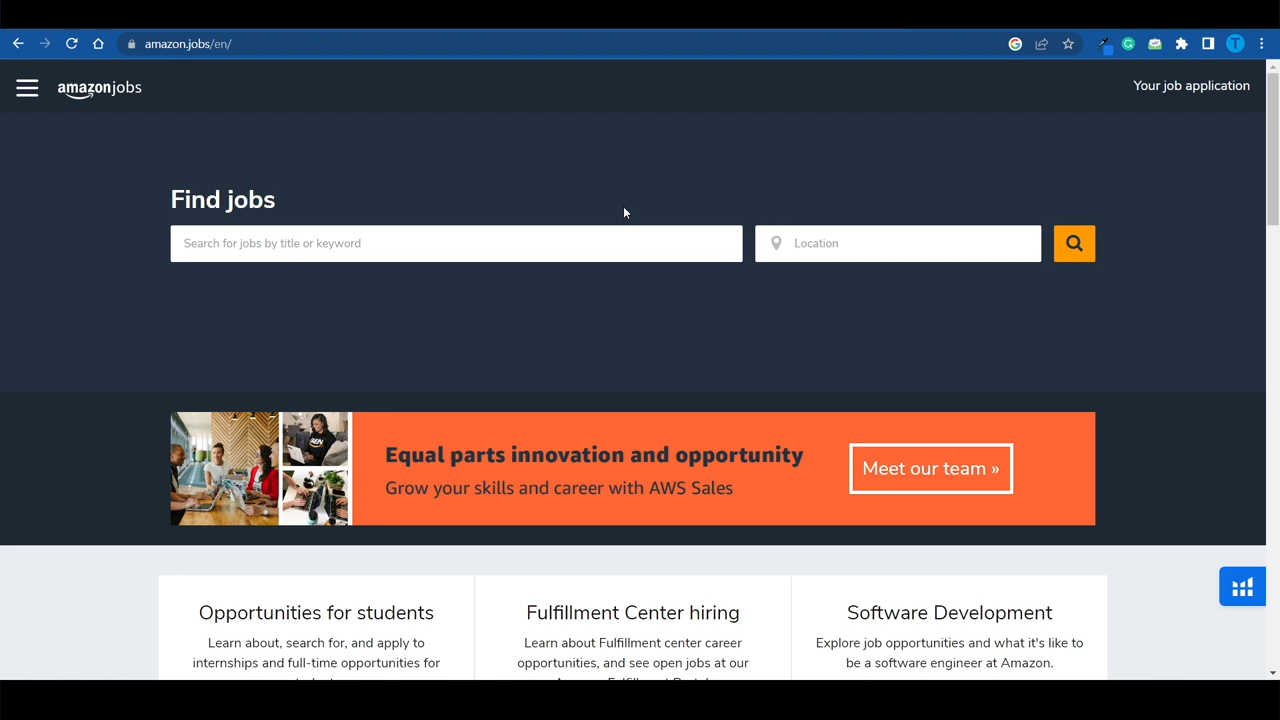 amazon.jobs/en/
T
amazonjobs
Your job application
Find jobs
Search for jobs by title or keyword
Location
Equal parts innovation and opportunity
Grow your skills and career with AWS Sales
Meet our team »
Opportunities for students
Learn about, search for, and apply to
internships and full-time opportunities for
Fulfillment Center hiring
Learn about Fulfillment center career
opportunities, and see open jobs at our
Software Development
Explore job opportunities and what it's like to
be a software engineer at Amazon.